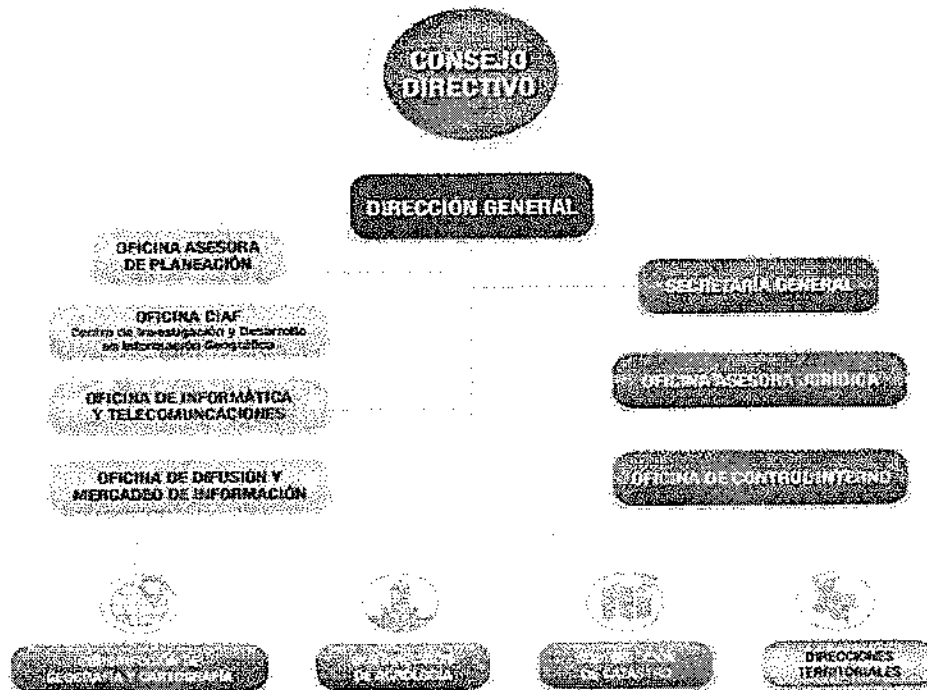 CONSEJO
DIRECTIVO
DIRECCIÓN GENERAL
OFICINA ASESORA
DE PLANEACIÓN
SECRETARÍA GENERAL
OFICINA CIAF
Centro de Investigación y Desarrollo
en Información Geográfica
OFICINA ASESORA JURÍDICA
OFICINA DE INFORMÁTICA
Y TELECOMUNCACIONES
OFICINA DE DIFUSIÓN Y
MERCADEO DE INFORMACIÓN
OFICINA DE CONTROL INTERNO
GEOGRAFÍA Y CARTOGRAFÍA
DE AGROLOGÍA
DE CATASTRO
DIRECCIONES
TERRITORIALES